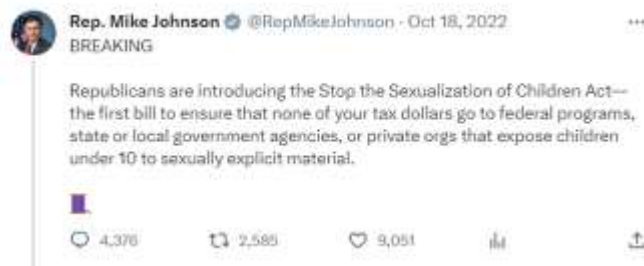 Rep. Mike Johnson @RepMikeJohnson · Oct 18, 2022
BREAKING
Republicans are introducing the Stop the Sexualization of Children Act—
the first bill to ensure that none of your tax dollars go to federal programs,
state or local government agencies, or private orgs that expose children
under 10 to sexually explicit material.
4,376 2,585 9,051